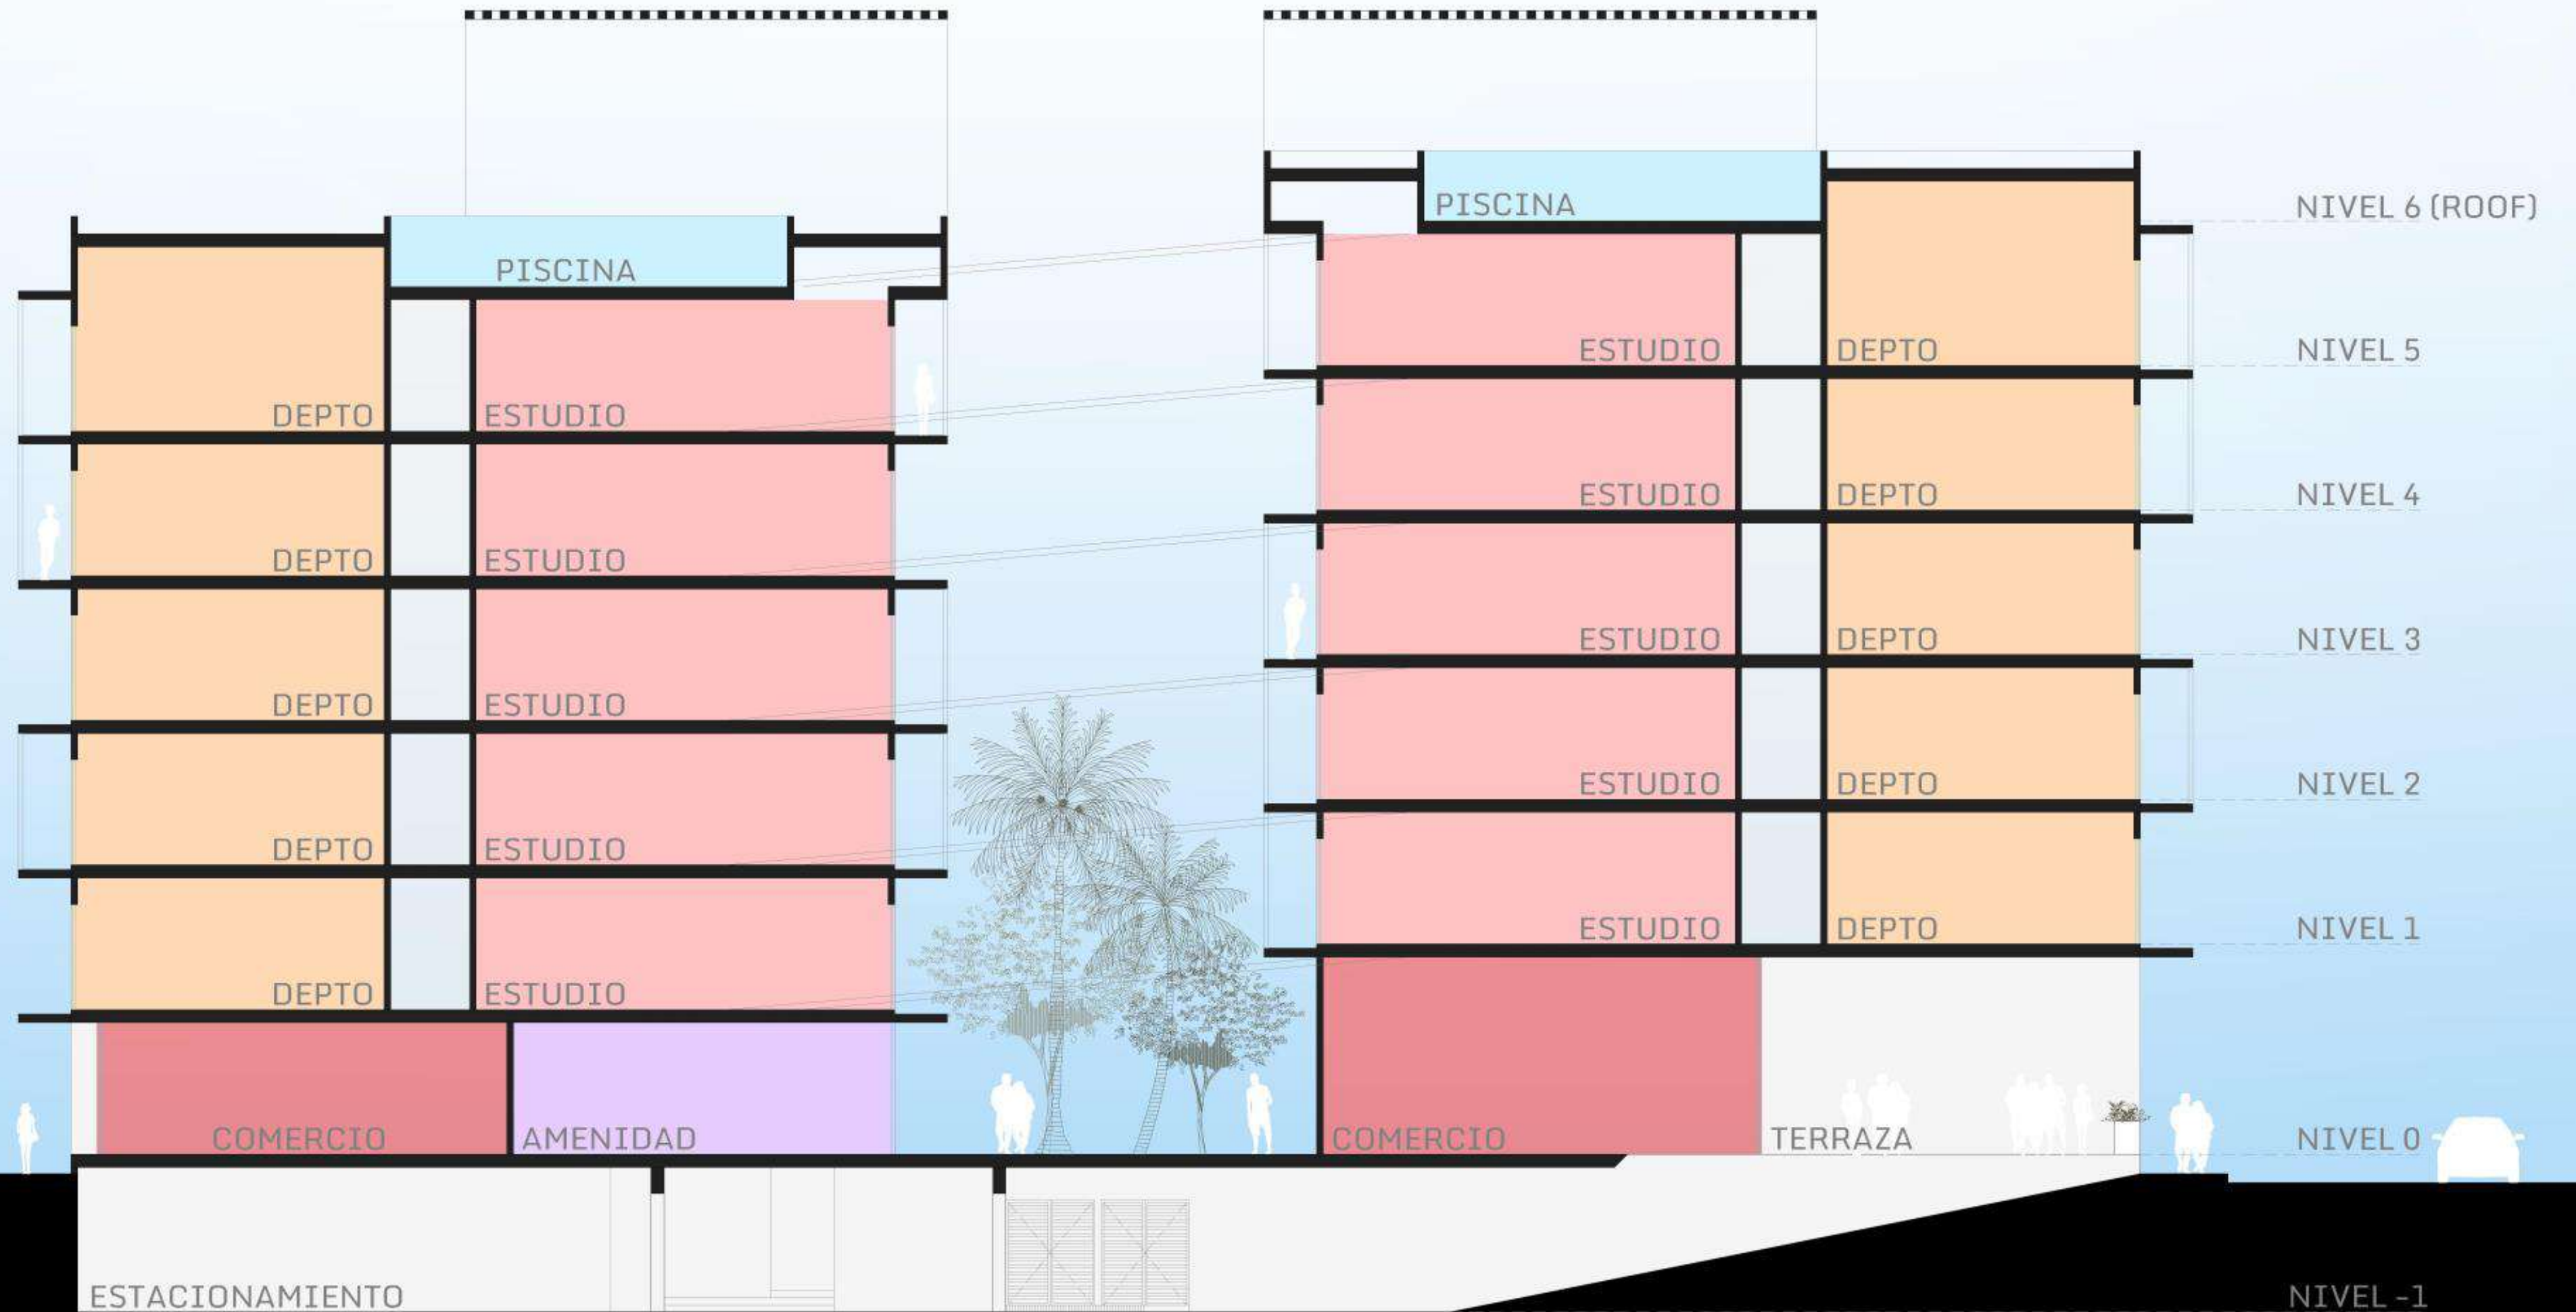 PISCINA NIVEL 6 (ROOF)
PISCINA
ESTUDIO DEPTO NIVEL 5
DEPTO ESTUDIO
ESTUDIO DEPTO NIVEL 4
DEPTO ESTUDIO
ESTUDIO DEPTO NIVEL 3
DEPTO ESTUDIO
ESTUDIO DEPTO NIVEL 2
DEPTO ESTUDIO
ESTUDIO DEPTO NIVEL 1
DEPTO ESTUDIO
COMERCIO AMENIDAD COMERCIO TERRAZA NIVEL 0
ESTACIONAMIENTO NIVEL -1